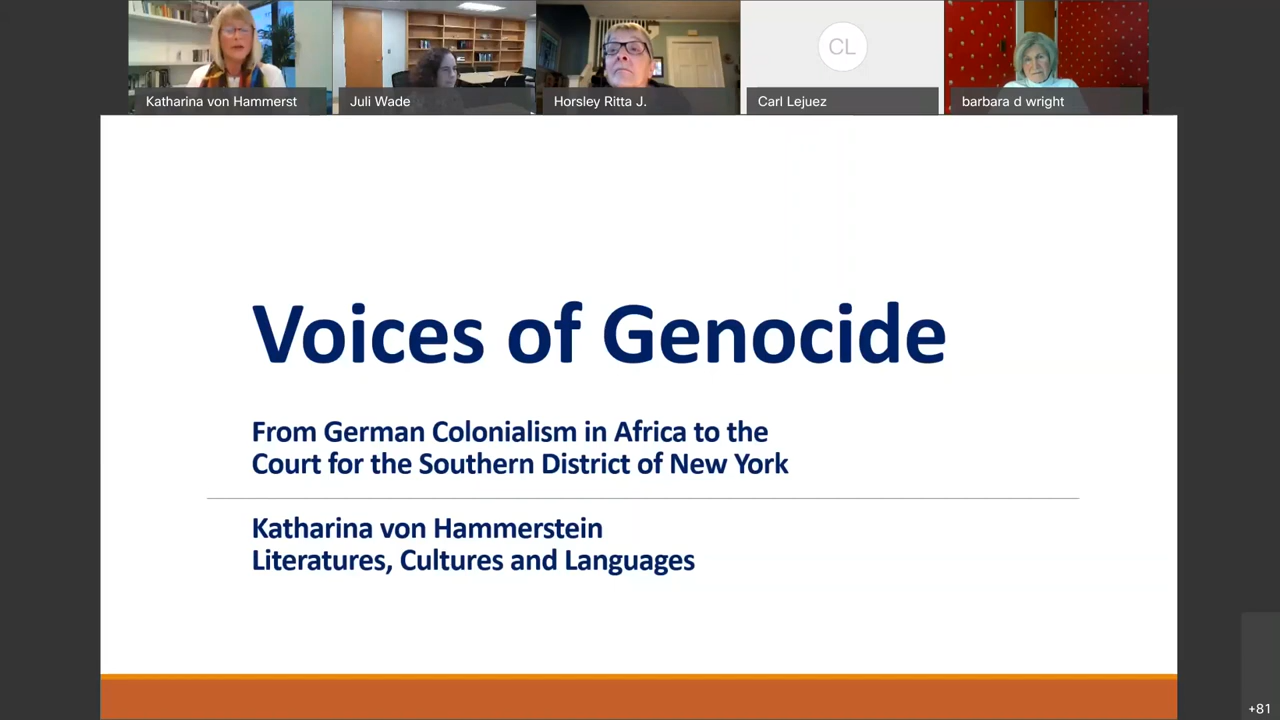 Katharina von Hammerst
Juli Wade
Horsley Ritta J.
CL
Carl Lejuez
barbara d wright
Voices of Genocide
From German Colonialism in Africa to the
Court for the Southern District of New York
Katharina von Hammerstein
Literatures, Cultures and Languages
+81